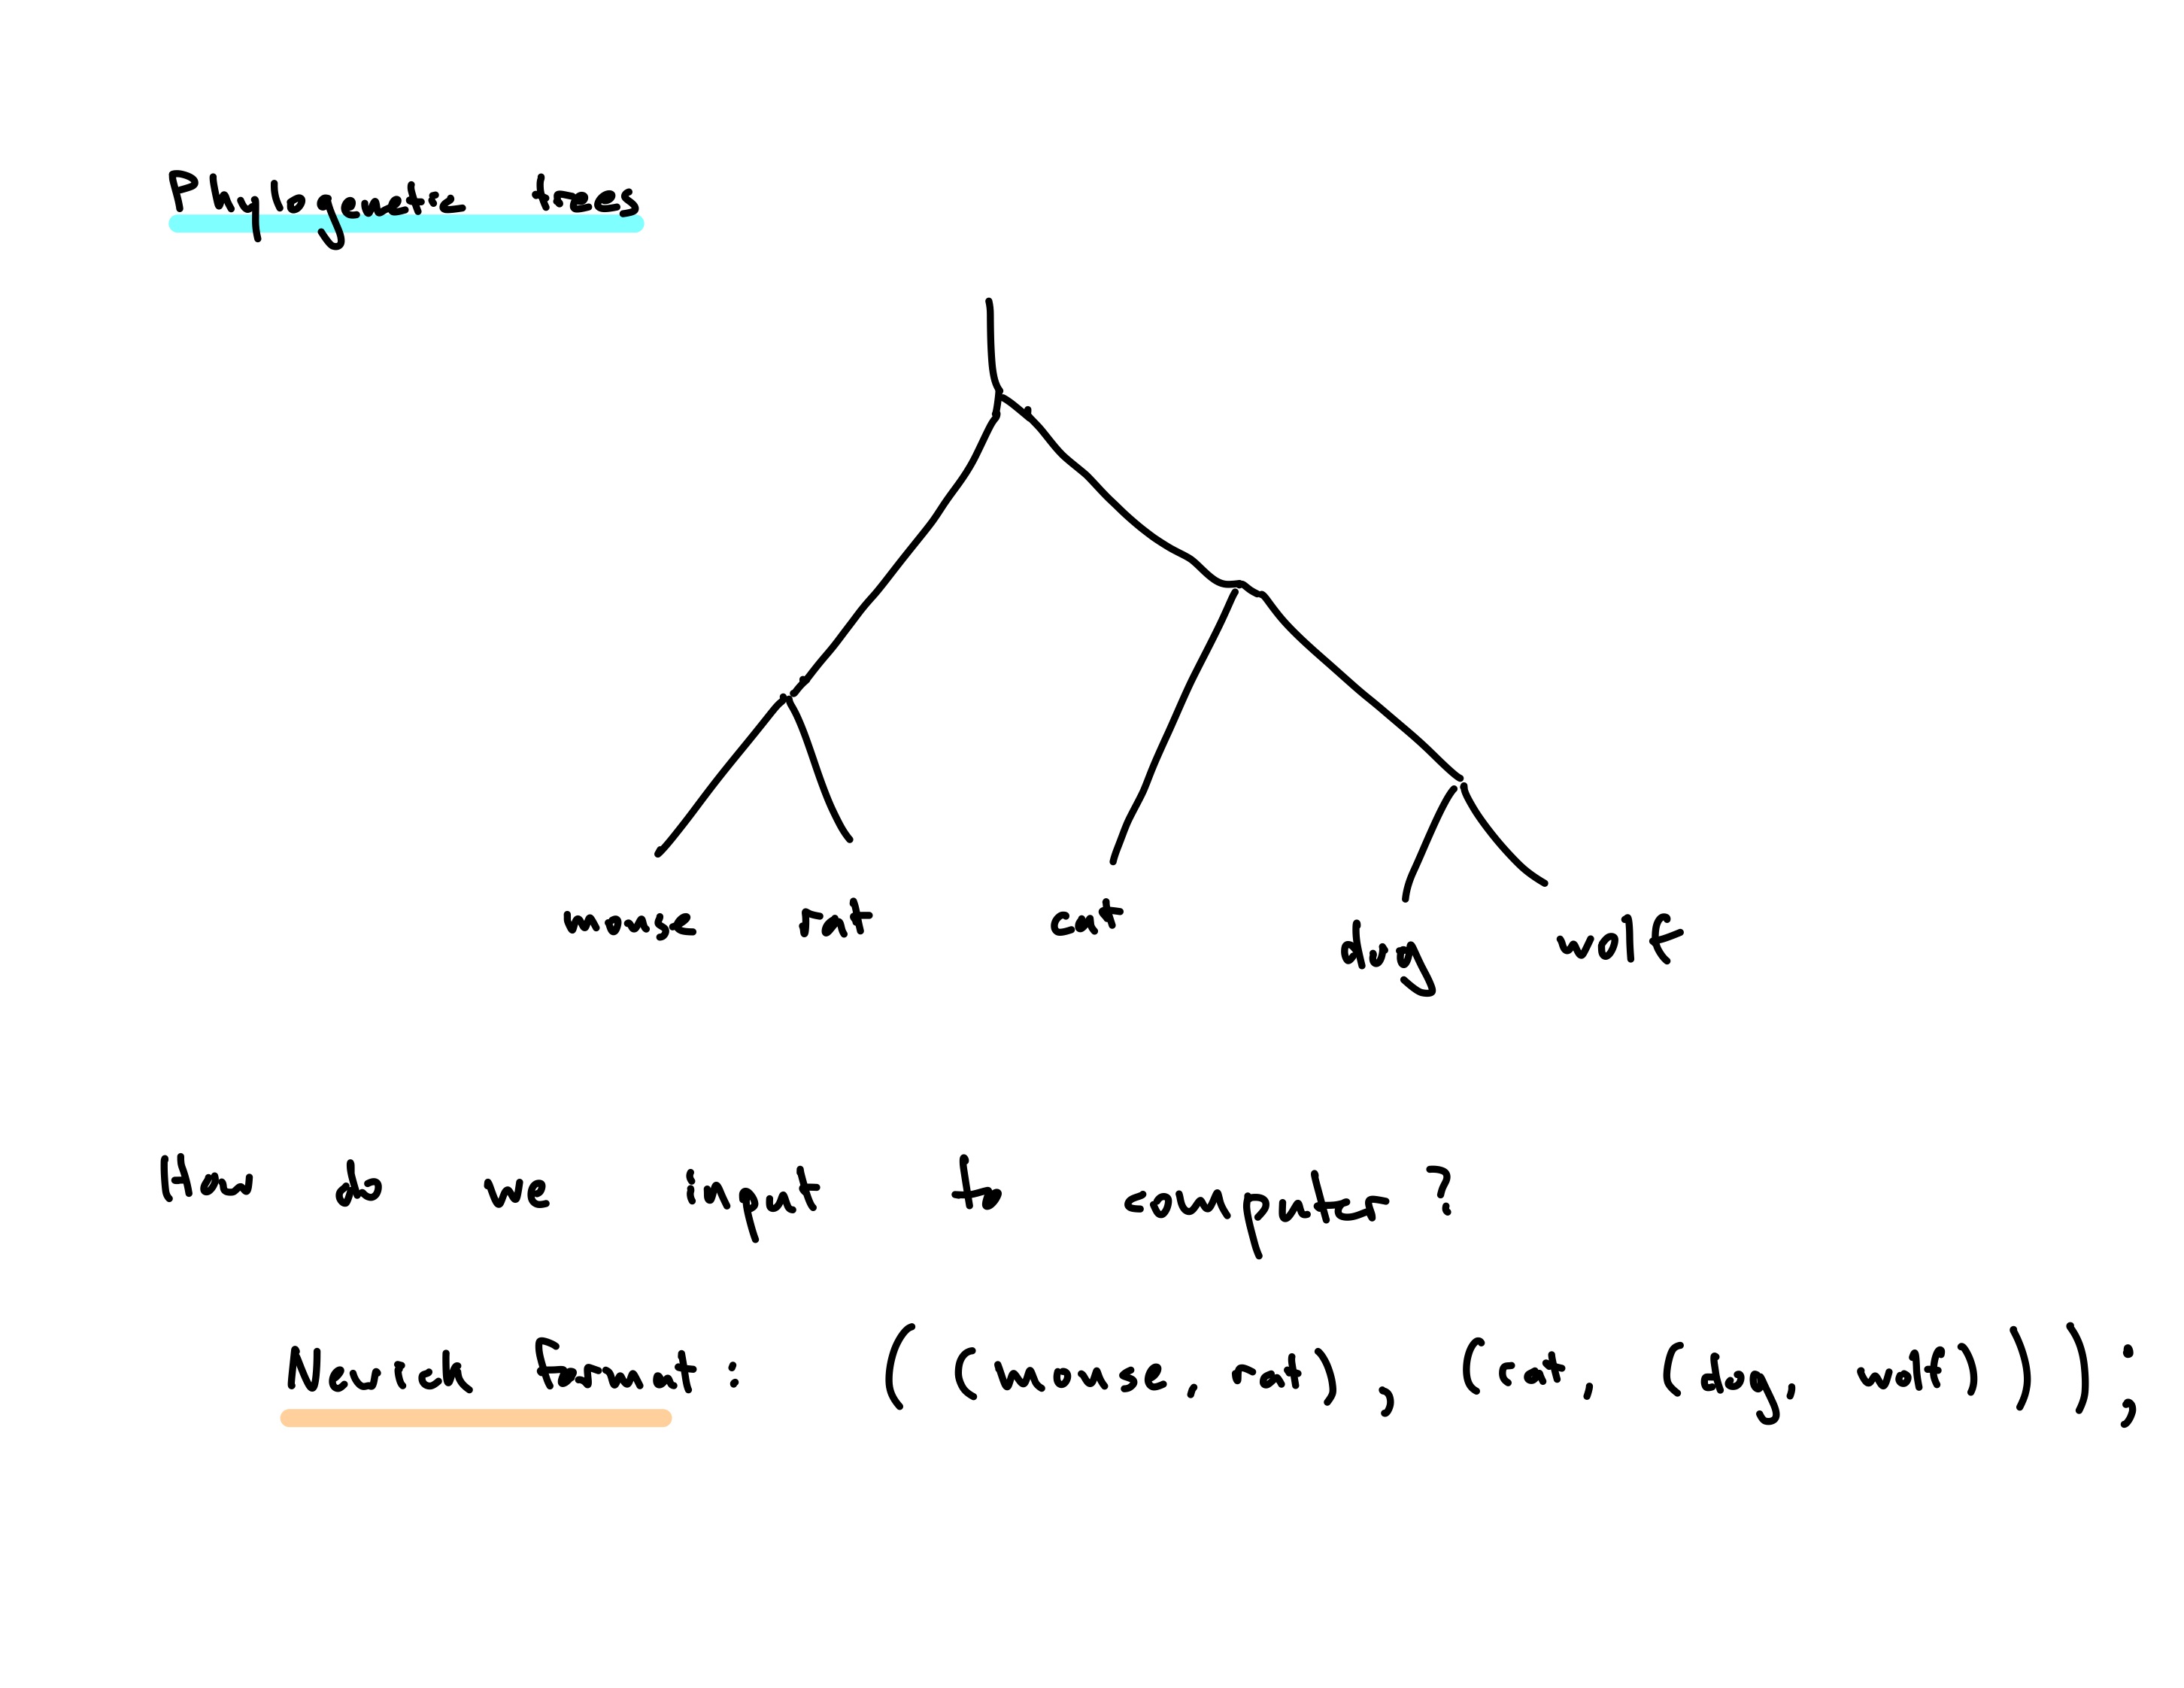 Phylogenetic trees
mouse rat cat dog wolf
How do we input to computer?
Newick Format: ((mouse, rat), (cat, (dog, wolf)));